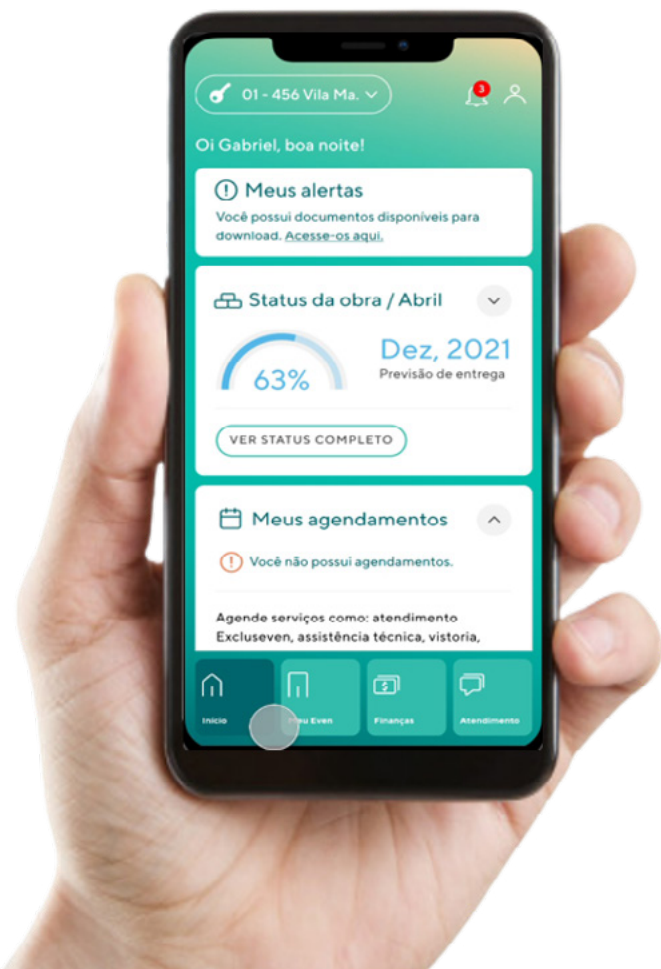 01 - 456 Vila Ma.
3
Oi Gabriel, boa noite!
Meus alertas
Você possui documentos disponíveis para
download. Acesse-os aqui.
Status da obra / Abril
63%
Dez, 2021
Previsão de entrega
VER STATUS COMPLETO
Meus agendamentos
Você não possui agendamentos.
Agende serviços como: atendimento
Excluseven, assistência técnica, vistoria,
Início
Meu Even
Finanças
Atendimento